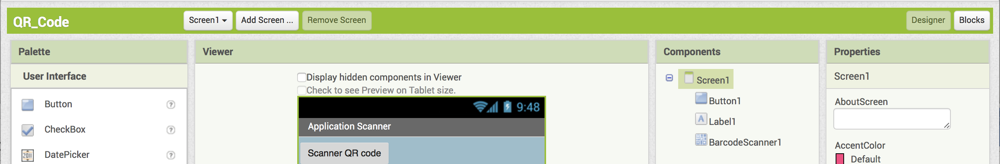 QR_Code
Screen1
Add Screen ...
Remove Screen
Designer
Blocks
Palette
User Interface
Button
?
CheckBox
?
DatePicker
?
Viewer
Display hidden components in Viewer
Check to see Preview on Tablet size.
9:48
Application Scanner
Scanner QR code
Components
Screen1
Button1
A
Label1
BarcodeScanner1
Properties
Screen1
AboutScreen
AccentColor
Default
2011